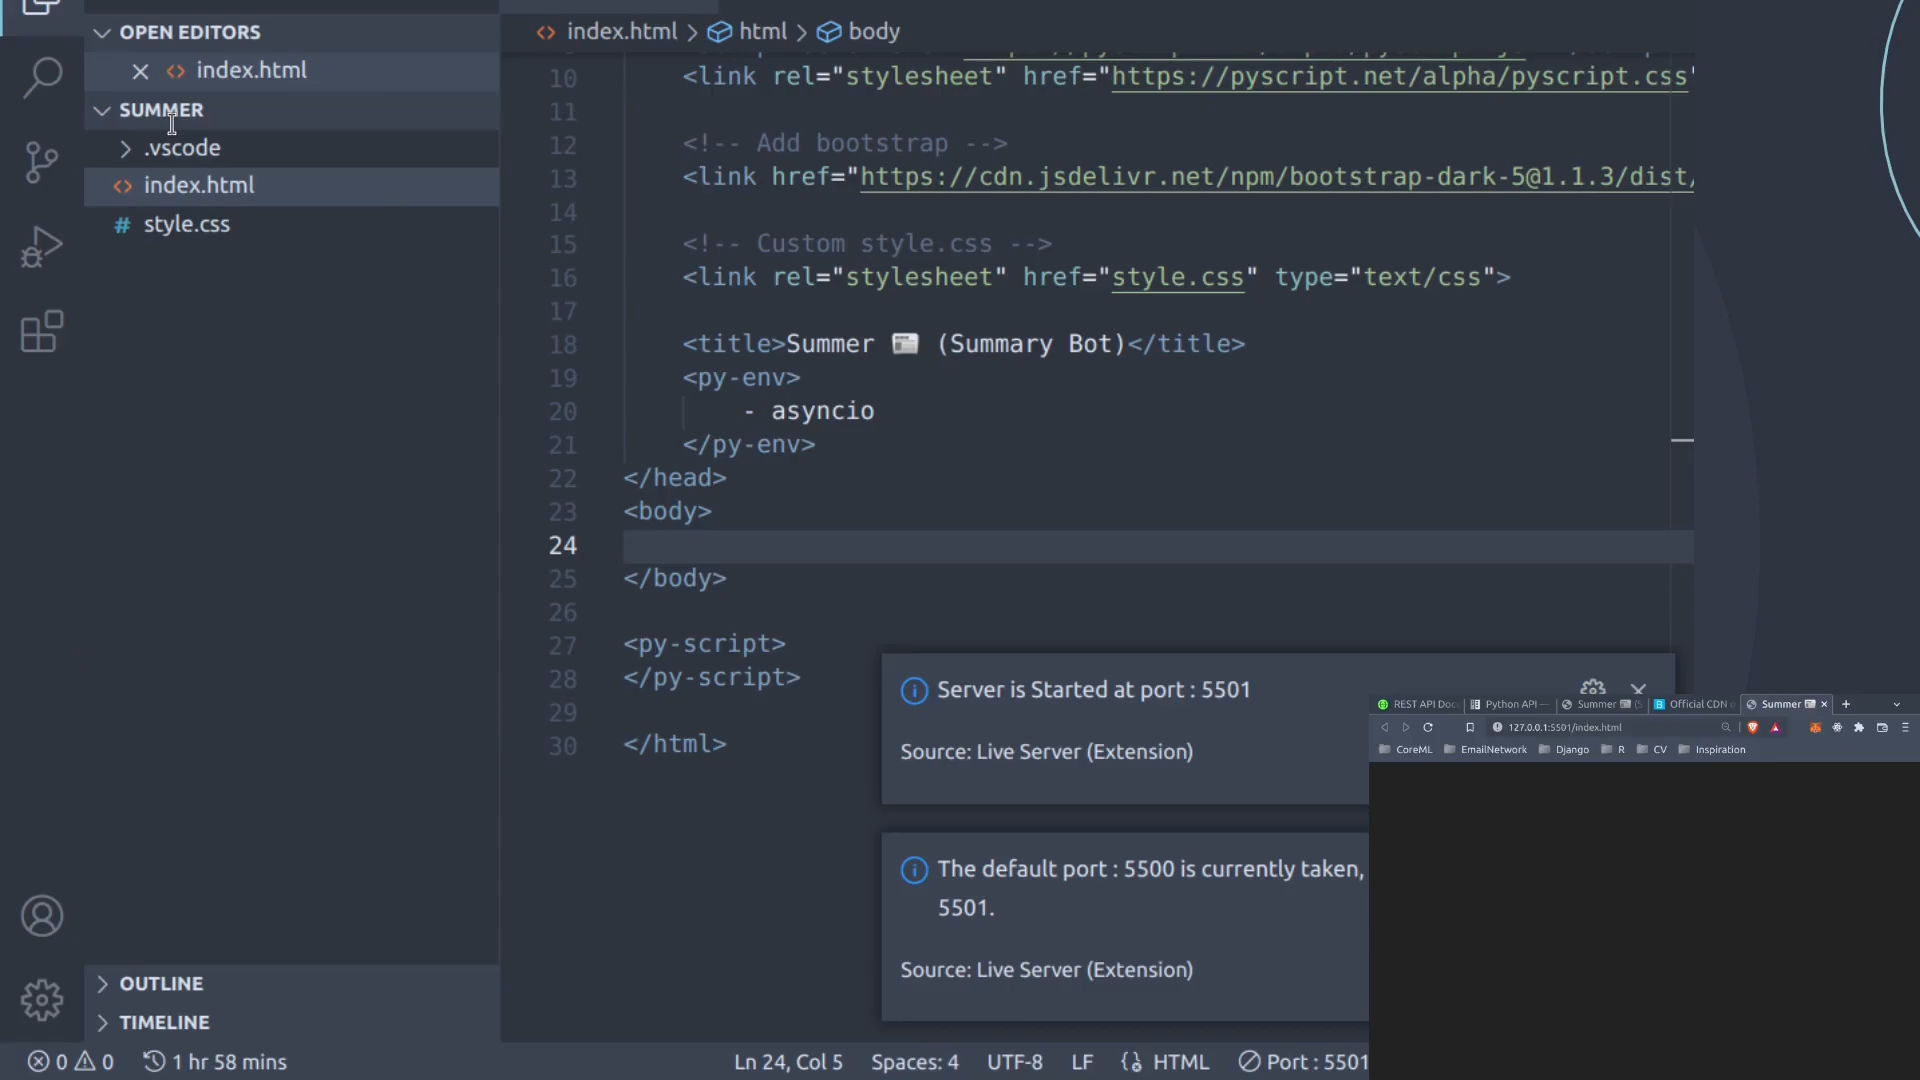 OPEN EDITORS
index.html
SUMMER
.vscode
index.html
style.css
OUTLINE
TIMELINE
index.html > html > body
10 <link rel="stylesheet" href="https://pyscript.net/alpha/pyscript.css"
11
12 <!-- Add bootstrap -->
13 <link href="https://cdn.jsdelivr.net/npm/bootstrap-dark-5@1.1.3/dist/
14
15 <!-- Custom style.css -->
16 <link rel="stylesheet" href="style.css" type="text/css">
17
18 <title>Summer 📰 (Summary Bot)</title>
19 <py-env>
20 - asyncio
21 </py-env>
22 </head>
23 <body>
24
25 </body>
26
27 <py-script>
28 </py-script>
29
30 </html>
Server is Started at port : 5501
Source: Live Server (Extension)
The default port : 5500 is currently taken,
5501.
Source: Live Server (Extension)
REST API Doc Python API — Summer Official CDN o Summer
127.0.0.1:5501/index.html
CoreML EmailNetwork Django R CV Inspiration
0 0 1 hr 58 mins Ln 24, Col 5 Spaces: 4 UTF-8 LF HTML Port : 5501